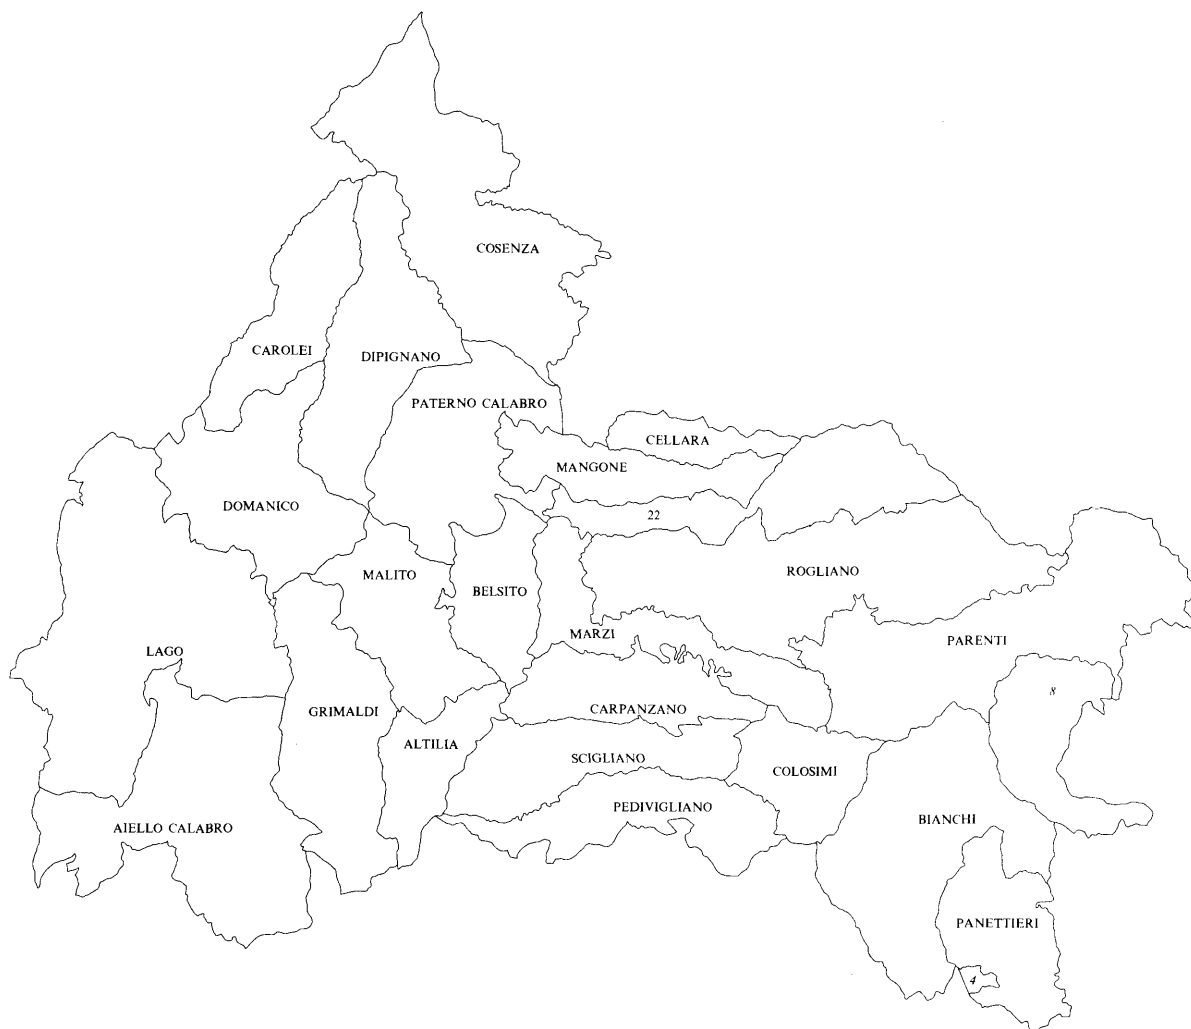 COSENZA
CAROLEI
DIPIGNANO
PATERNO CALABRO
CELLARA
MANGONE
DOMANICO
22
MALITO
ROGLIANO
BELSITO
MARZI
PARENTI
LAGO
8
GRIMALDI
CARPANZANO
ALTILIA
SCIGLIANO
COLOSIMI
PEDIVIGLIANO
BIANCHI
AIELLO CALABRO
PANETTIERI
4